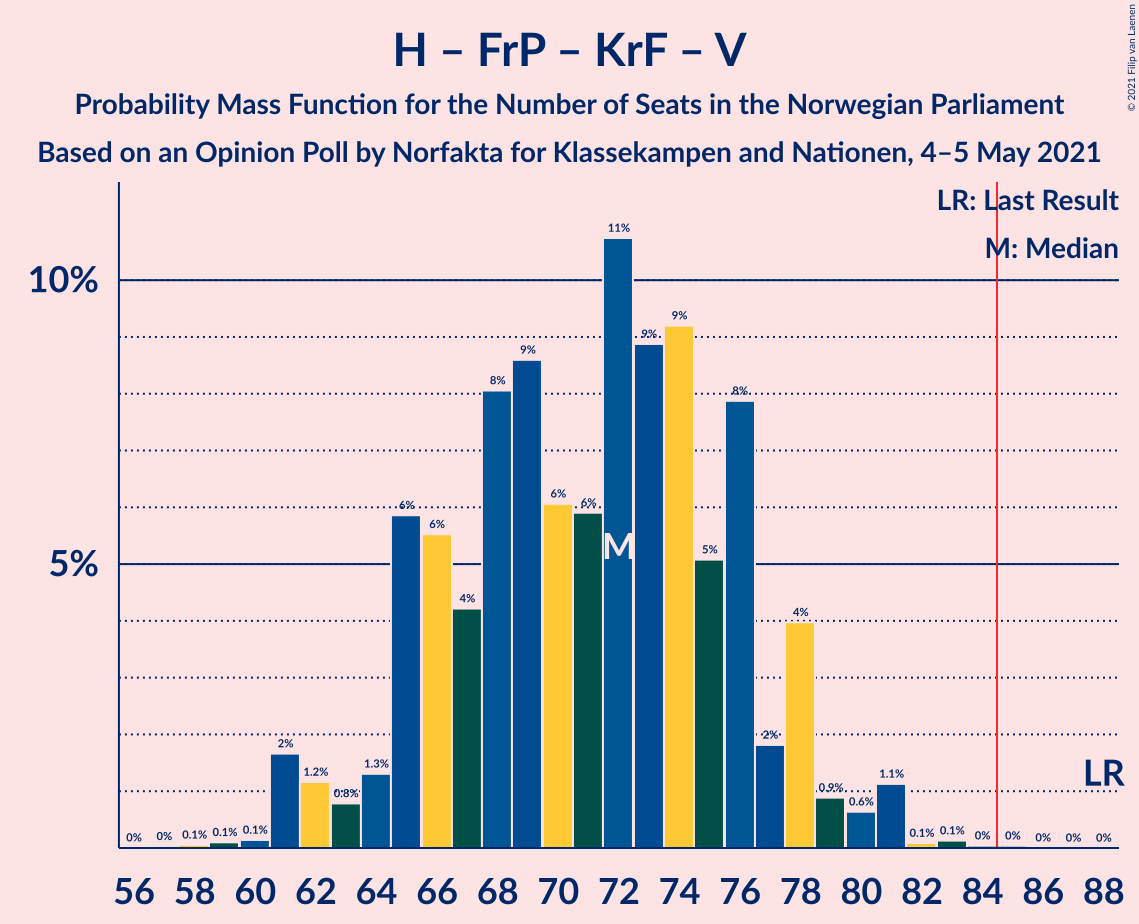 H – FrP – KrF – V
Probability Mass Function for the Number of Seats in the Norwegian Parliament
Based on an Opinion Poll by Norfakta for Klassekampen and Nationen, 4–5 May 2021
© 2021 Filip van Laenen
LR: Last Result
M: Median
10%
5%
0% 0% 0.1% 0.1% 0.1% 2% 1.2% 0.8% 1.3% 6% 6% 4% 8% 9% 6% 6% 11% 9% 9% 5% 8% 2% 4% 0.9% 0.6% 1.1% 0.1% 0.1% 0% 0% 0% 0% 0%
M
LR
56 58 60 62 64 66 68 70 72 74 76 78 80 82 84 86 88